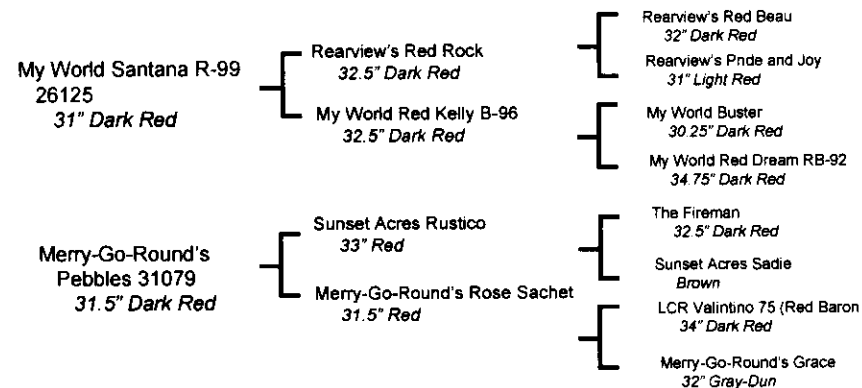 My World Santana R-99
26125
31" Dark Red
Rearview's Red Rock
32.5" Dark Red
My World Red Kelly B-96
32.5" Dark Red
Rearview's Red Beau
32" Dark Red
Rearview's Pride and Joy
31" Light Red
My World Buster
30.25" Dark Red
My World Red Dream RB-92
34.75" Dark Red
Merry-Go-Round's
Pebbles 31079
31.5" Dark Red
Sunset Acres Rustico
33" Red
Merry-Go-Round's Rose Sachet
31.5" Red
The Fireman
32.5" Dark Red
Sunset Acres Sadie
Brown
LCR Valintino 75 (Red Baron
34" Dark Red
Merry-Go-Round's Grace
32" Gray-Dun